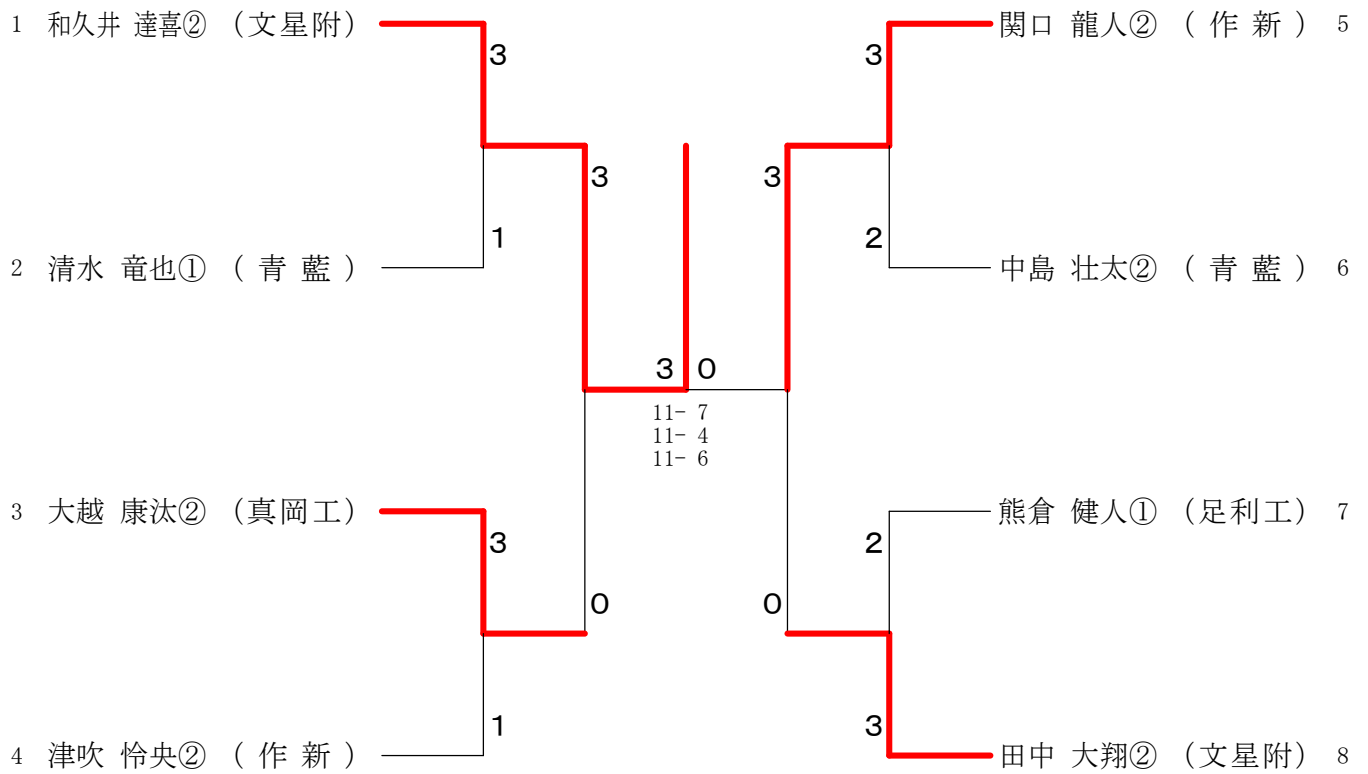 1 和久井 達喜② (文星附)
3
1
2 清水 竜也① ( 青 藍 )
3
3 大越 康汰② (真岡工)
3
1
4 津吹 怜央② ( 作 新 )
0
3 0
11- 7
11- 4
11- 6
関口 龍人② ( 作 新 ) 5
3
2
中島 壮太② ( 青 藍 ) 6
3
熊倉 健人① (足利工) 7
2
3
田中 大翔② (文星附) 8
0